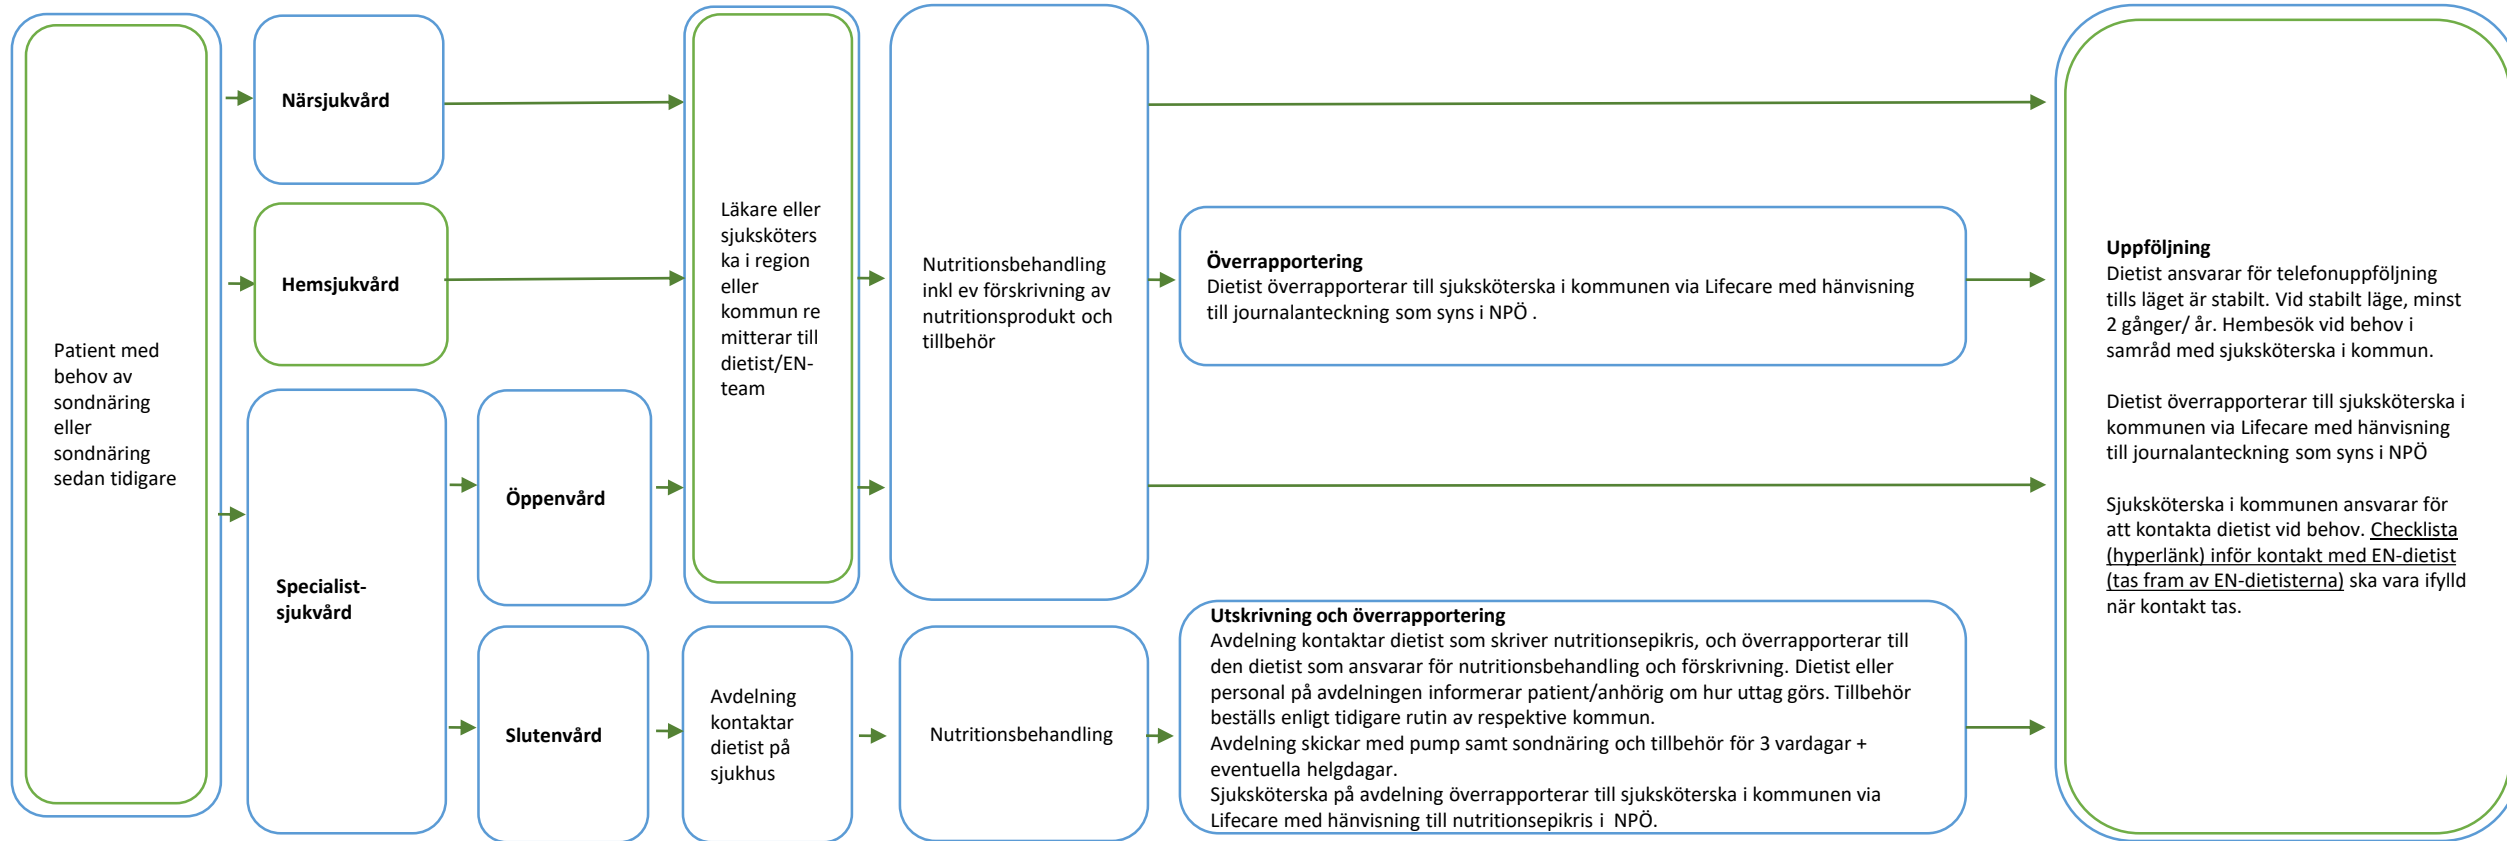 Patient med
behov av
sondnäring
eller
sondnäring
sedan tidigare
Närsjukvård
Hemsjukvård
Specialist-
sjukvård
Öppenvård
Slutenvård
Läkare eller
sjuksköters
ka i region
eller
kommun re
mitterar till
dietist/EN-
team
Avdelning
kontaktar
dietist på
sjukhus
Nutritionsbehandling
inkl ev förskrivning av
nutritionsprodukt och
tillbehör
Nutritionsbehandling
Överrapportering
Dietist överrapporterar till sjuksköterska i kommunen via Lifecare med hänvisning
till journalanteckning som syns i NPÖ .
Utskrivning och överrapportering
Avdelning kontaktar dietist som skriver nutritionsepikris, och överrapporterar till
den dietist som ansvarar för nutritionsbehandling och förskrivning. Dietist eller
personal på avdelningen informerar patient/anhörig om hur uttag görs. Tillbehör
beställs enligt tidigare rutin av respektive kommun.
Avdelning skickar med pump samt sondnäring och tillbehör för 3 vardagar +
eventuella helgdagar.
Sjuksköterska på avdelning överrapporterar till sjuksköterska i kommunen via
Lifecare med hänvisning till nutritionsepikris i  NPÖ.
Uppföljning
Dietist ansvarar för telefonuppföljning
tills läget är stabilt. Vid stabilt läge, minst
2 gånger/ år. Hembesök vid behov i
samråd med sjuksköterska i kommun.
Dietist överrapporterar till sjuksköterska i
kommunen via Lifecare med hänvisning
till journalanteckning som syns i NPÖ
Sjuksköterska i kommunen ansvarar för
att kontakta dietist vid behov. Checklista
(hyperlänk) inför kontakt med EN-dietist
(tas fram av EN-dietisterna) ska vara ifylld
när kontakt tas.